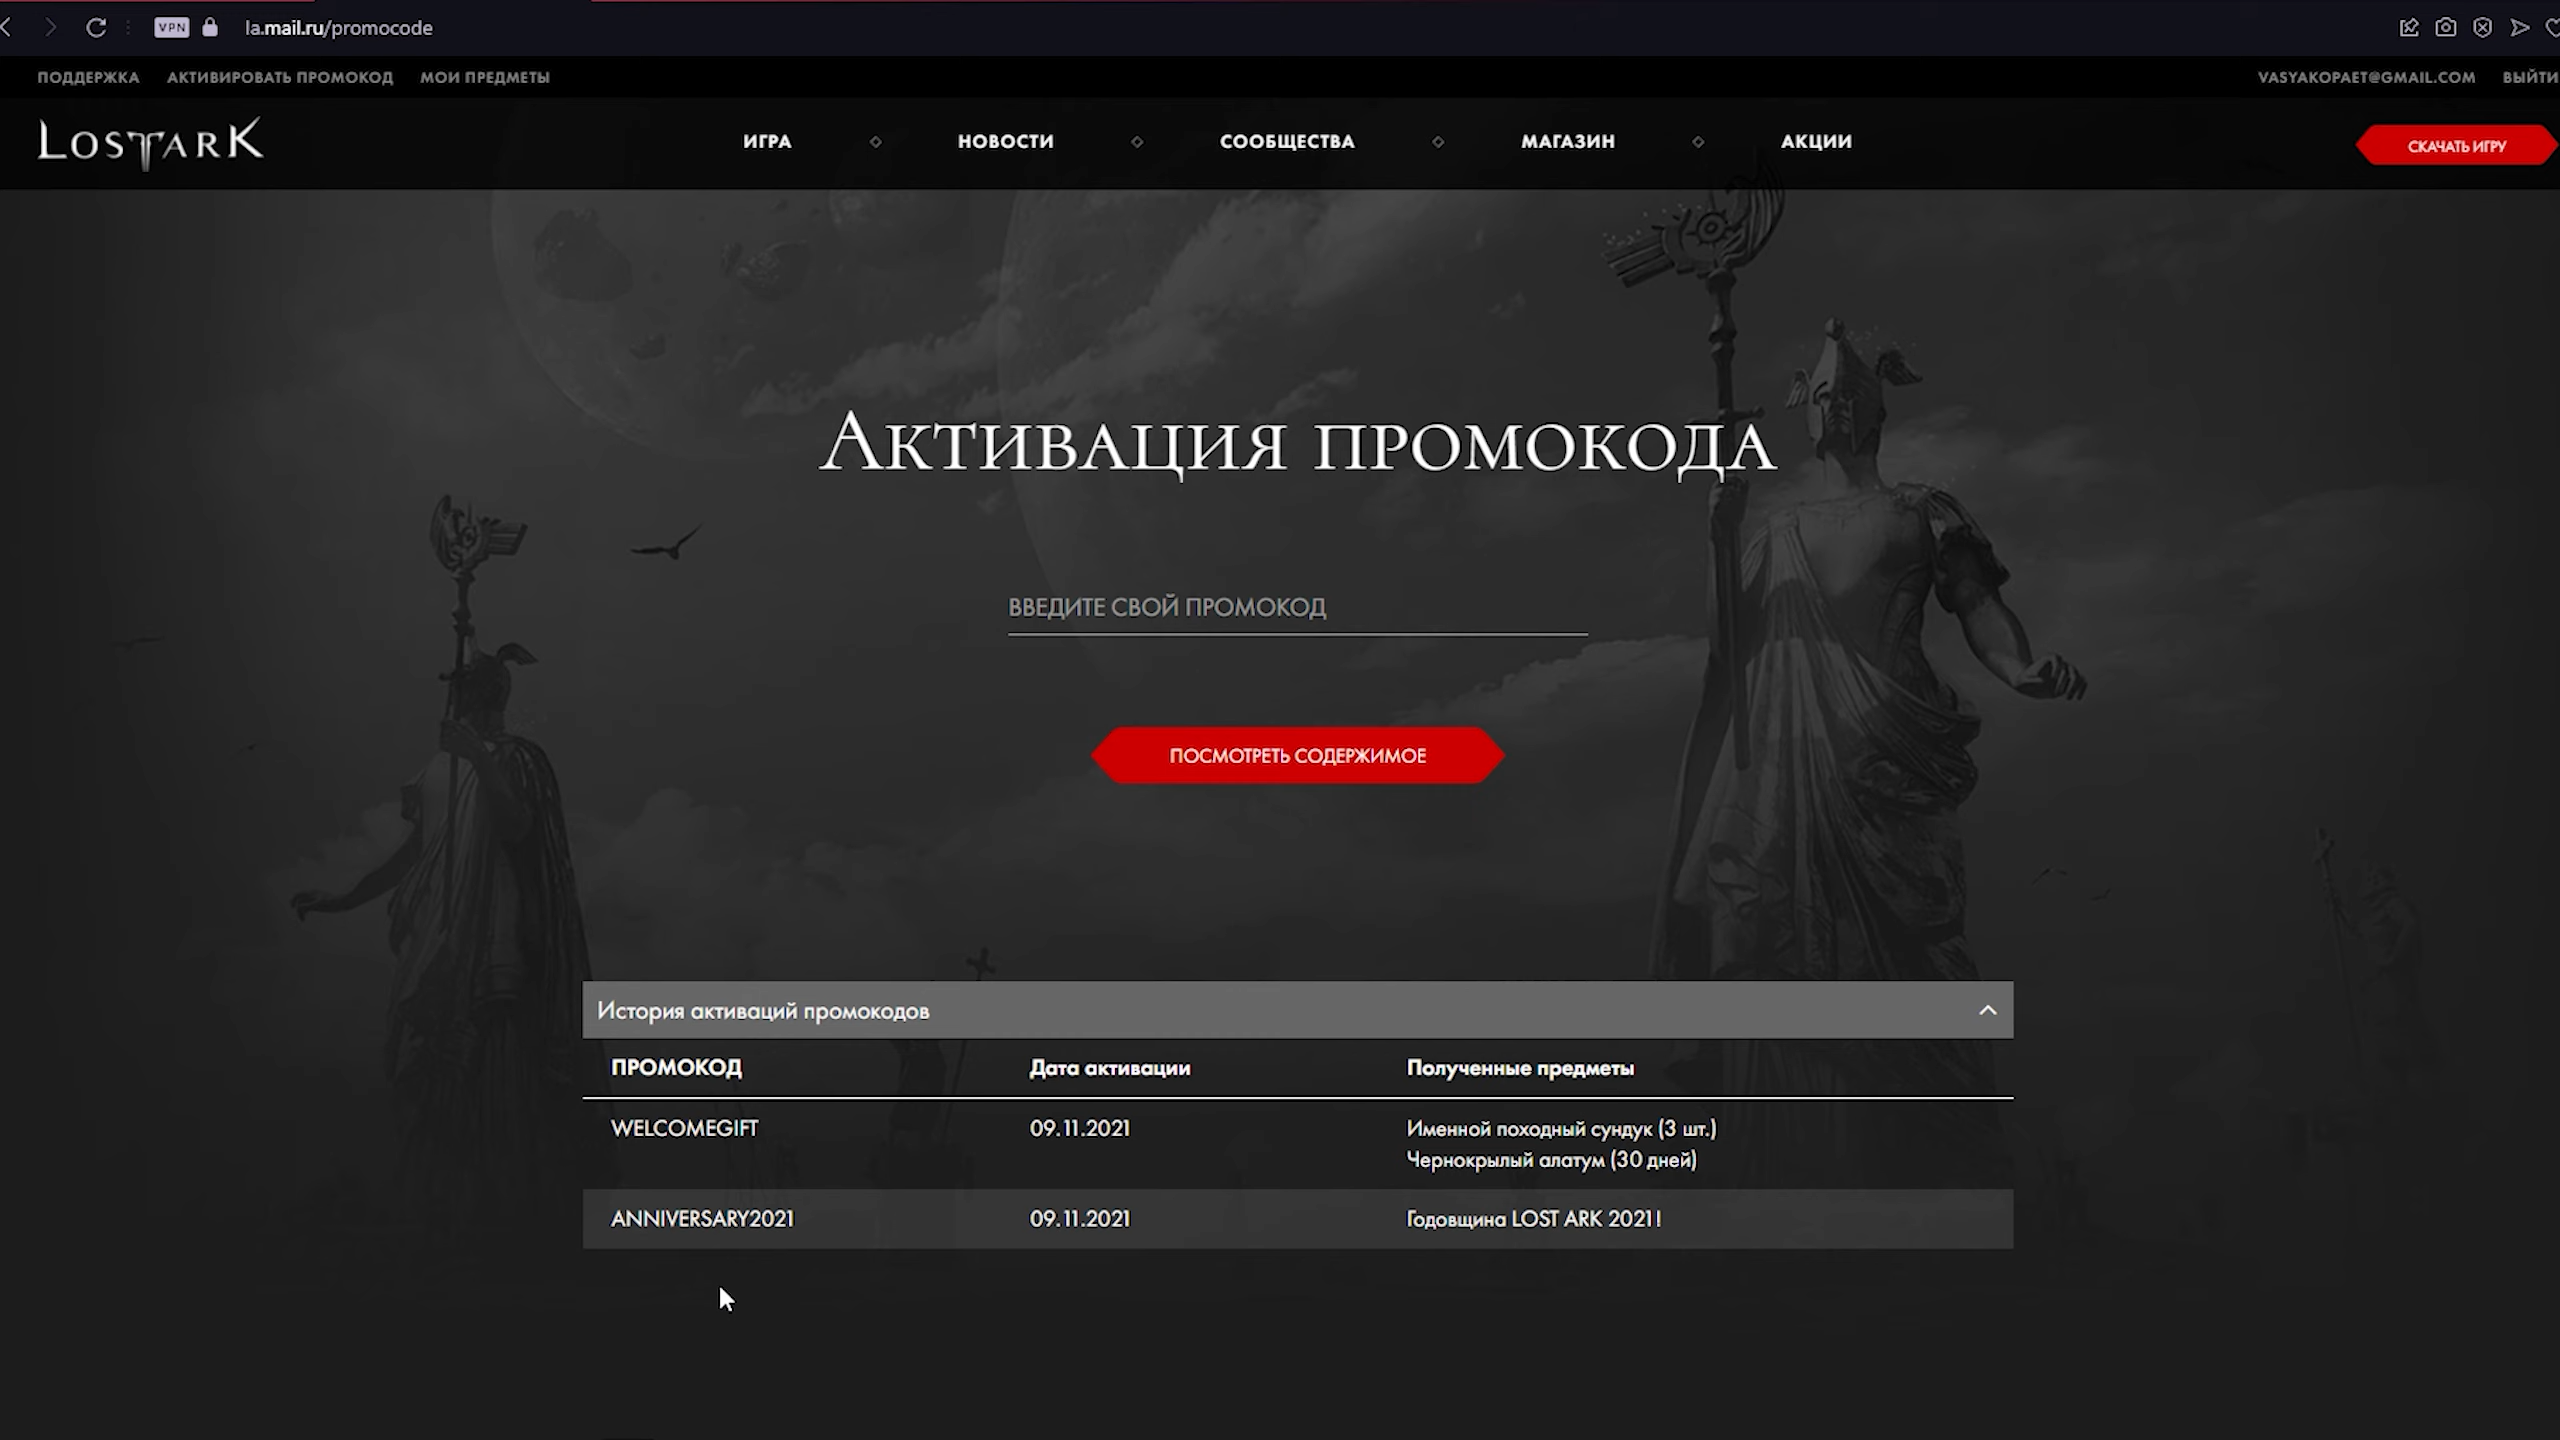 VPN la.mail.ru/promocode
ПОДДЕРЖКА АКТИВИРОВАТЬ ПРОМОКОД МОИ ПРЕДМЕТЫ VASYAKOPAET@GMAIL.COM ВЫЙТИ
LOST ARK ИГРА НОВОСТИ СООБЩЕСТВА МАГАЗИН АКЦИИ СКАЧАТЬ ИГРУ
АКТИВАЦИЯ ПРОМОКОДА
ВВЕДИТЕ СВОЙ ПРОМОКОД
ПОСМОТРЕТЬ СОДЕРЖИМОЕ
История активаций промокодов
ПРОМОКОД Дата активации Полученные предметы
WELCOMEGIFT 09.11.2021 Именной походный сундук (3 шт.)
Чернокрылый алатум (30 дней)
ANNIVERSARY2021 09.11.2021 Годовщина LOST ARK 2021!